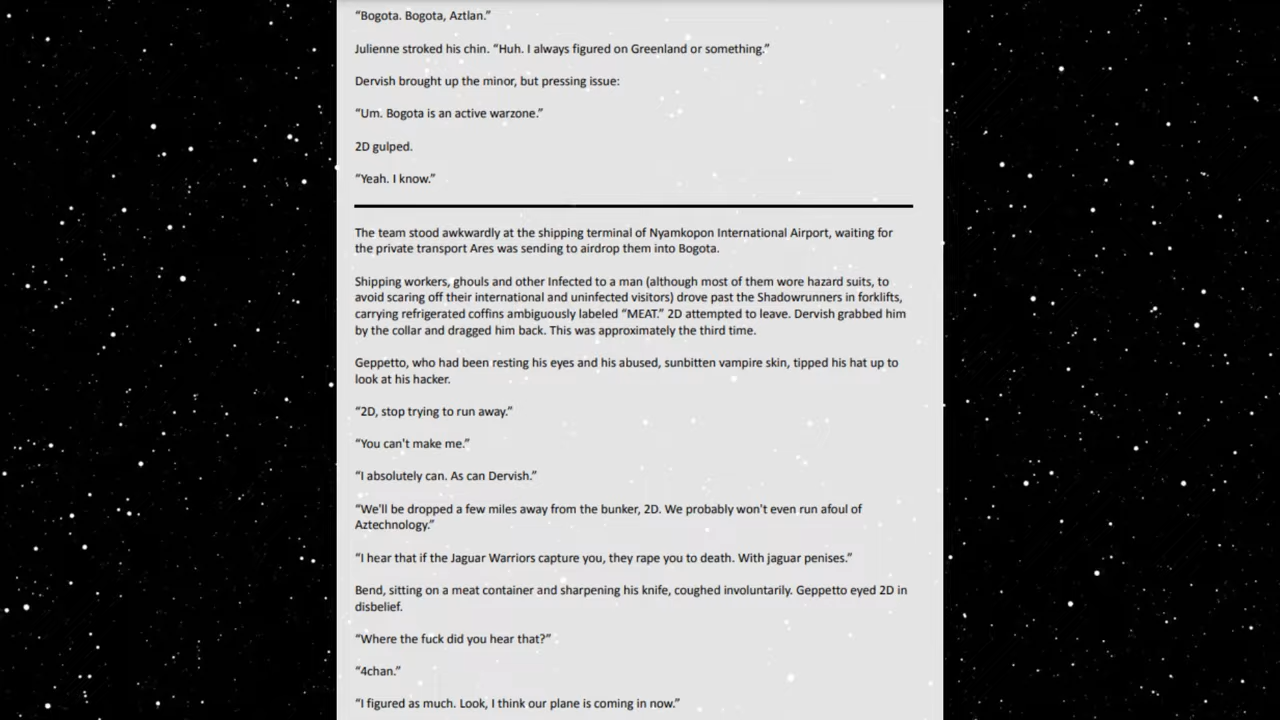 “Bogota. Bogota, Aztlan.”
Julienne stroked his chin. “Huh. I always figured on Greenland or something.”
Dervish brought up the minor, but pressing issue:
“Um. Bogota is an active warzone.”
2D gulped.
“Yeah. I know.”
The team stood awkwardly at the shipping terminal of Nyamkopon International Airport, waiting for
the private transport Ares was sending to airdrop them into Bogota.
Shipping workers, ghouls and other Infected to a man (although most of them wore hazard suits, to
avoid scaring off their international and uninfected visitors) drove past the Shadowrunners in forklifts,
carrying refrigerated coffins ambiguously labeled “MEAT.” 2D attempted to leave. Dervish grabbed him
by the collar and dragged him back. This was approximately the third time.
Geppetto, who had been resting his eyes and his abused, sunbitten vampire skin, tipped his hat up to
look at his hacker.
“2D, stop trying to run away.”
“You can't make me.”
“I absolutely can. As can Dervish.”
“We'll be dropped a few miles away from the bunker, 2D. We probably won't even run afoul of
Aztechnology.”
“I hear that if the Jaguar Warriors capture you, they rape you to death. With jaguar penises.”
Bend, sitting on a meat container and sharpening his knife, coughed involuntarily. Geppetto eyed 2D in
disbelief.
“Where the fuck did you hear that?”
“4chan.”
“I figured as much. Look, I think our plane is coming in now.”